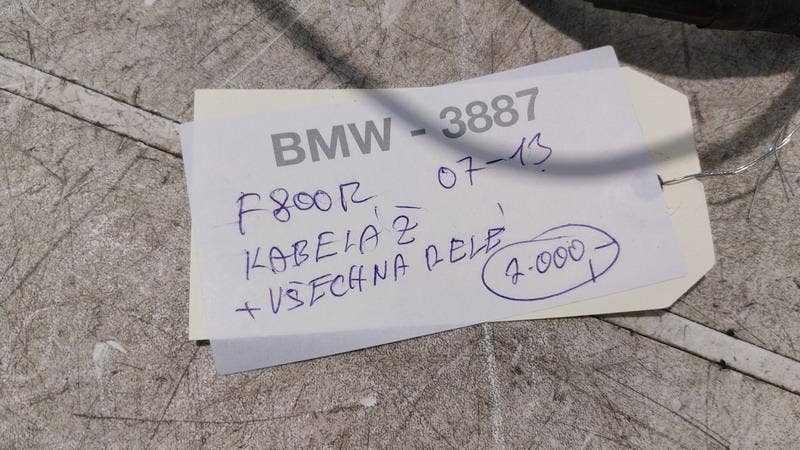 BMW - 3887
F800R 07-13
KABELÁŽ
+ VŠECHNA RELÉ
2.000,-